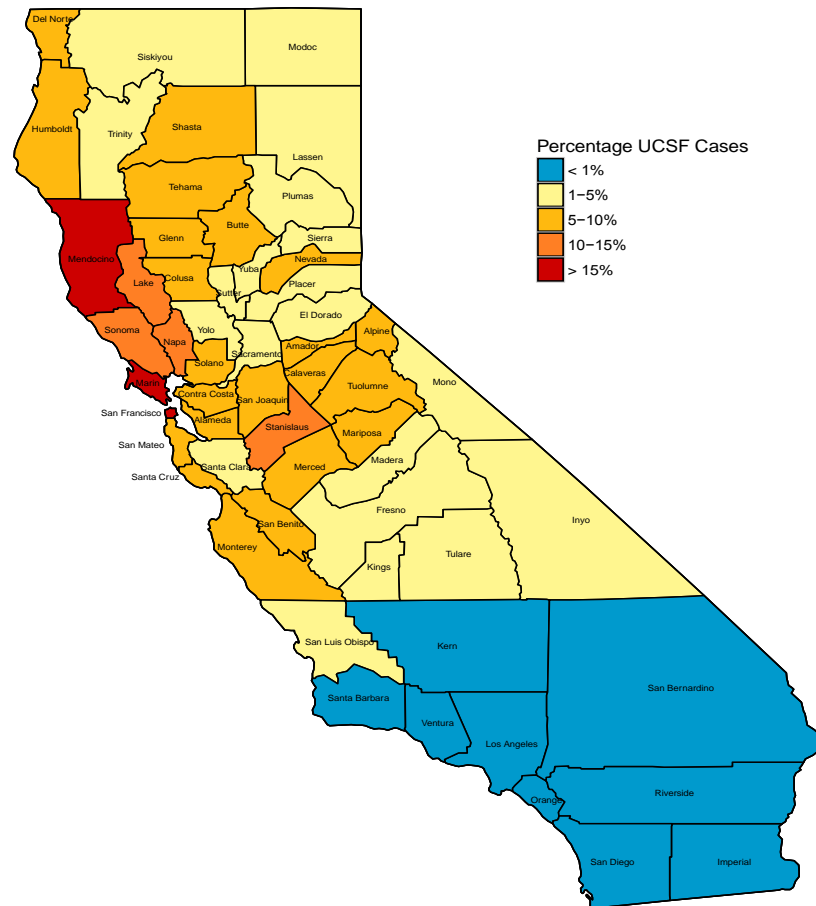 Del Norte
Siskiyou
Modoc
Humboldt
Trinity
Shasta
Lassen
Percentage UCSF Cases
< 1%
1−5%
5−10%
10−15%
> 15%
Tehama
Plumas
Butte
Glenn
Sierra
Mendocino
Nevada
Yuba
Lake
Colusa
Placer
Sutter
El Dorado
Sonoma
Yolo
Alpine
Napa
Amador
Sacramento
Solano
Mono
Calaveras
Marin
Tuolumne
Contra Costa
San Joaquin
San Francisco
Alameda
Stanislaus
Mariposa
San Mateo
Madera
Santa Clara
Merced
Santa Cruz
Fresno
Inyo
San Benito
Monterey
Tulare
Kings
San Luis Obispo
Kern
San Bernardino
Santa Barbara
Ventura
Los Angeles
Riverside
Orange
San Diego
Imperial